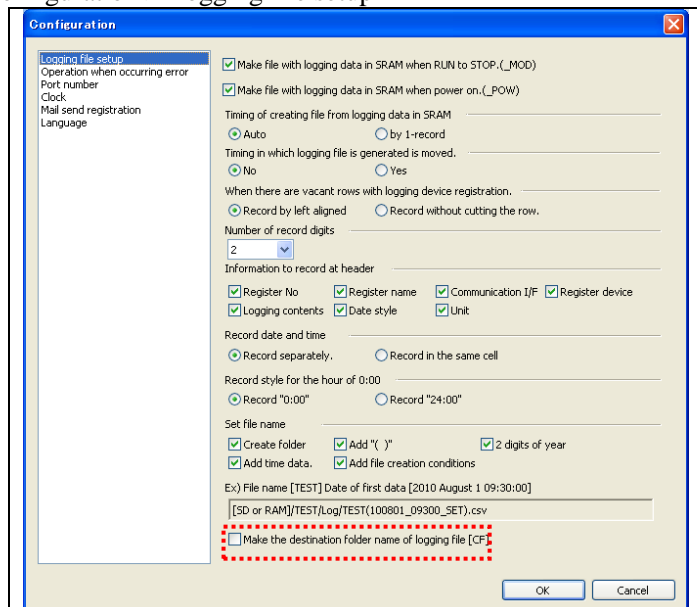 Configuration
Logging file setup
Operation when occurring error
Port number
Clock
Mail send registration
Language
Make file with logging data in SRAM when RUN to STOP.(_MOD)
Make file with logging data in SRAM when power on.(_POW)
Timing of creating file from logging data in SRAM
Auto by 1-record
Timing in which logging file is generated is moved.
No Yes
When there are vacant rows with logging device registration.
Record by left aligned Record without cutting the row.
Number of record digits
2
Information to record at header
Register No Register name Communication I/F Register device
Logging contents Date style Unit
Record date and time
Record separately. Record in the same cell
Record style for the hour of 0:00
Record "0:00" Record "24:00"
Set file name
Create folder Add "( )" 2 digits of year
Add time data. Add file creation conditions
Ex) File name [TEST] Date of first data [2010 August 1 09:30:00]
[SD or RAM]/TEST/Log/TEST(100801_09300_SET).csv
Make the destination folder name of logging file [CF]
OK Cancel